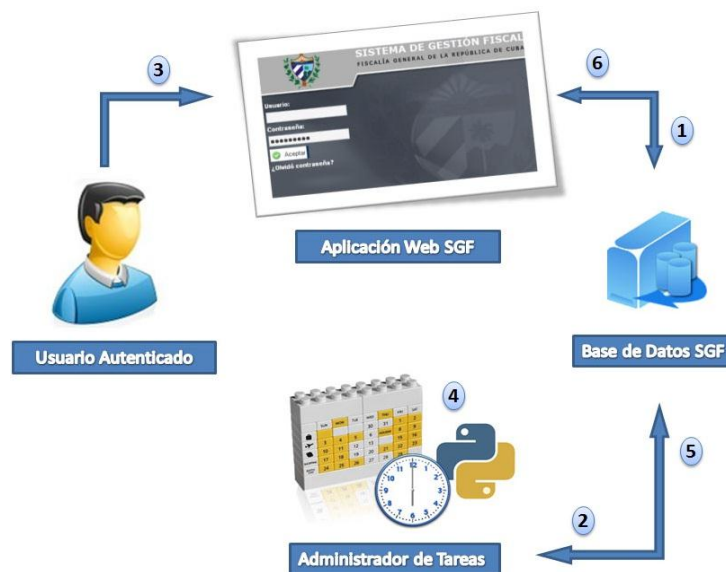 SISTEMA DE GESTIÓN FISCAL
FISCALÍA GENERAL DE LA REPÚBLICA DE CUBA
Usuario:
Contraseña:
Aceptar
¿Olvidó contraseña?
3
6
1
Aplicación Web SGF
Usuario Autenticado
Base de Datos SGF
4
5
2
Administrador de Tareas